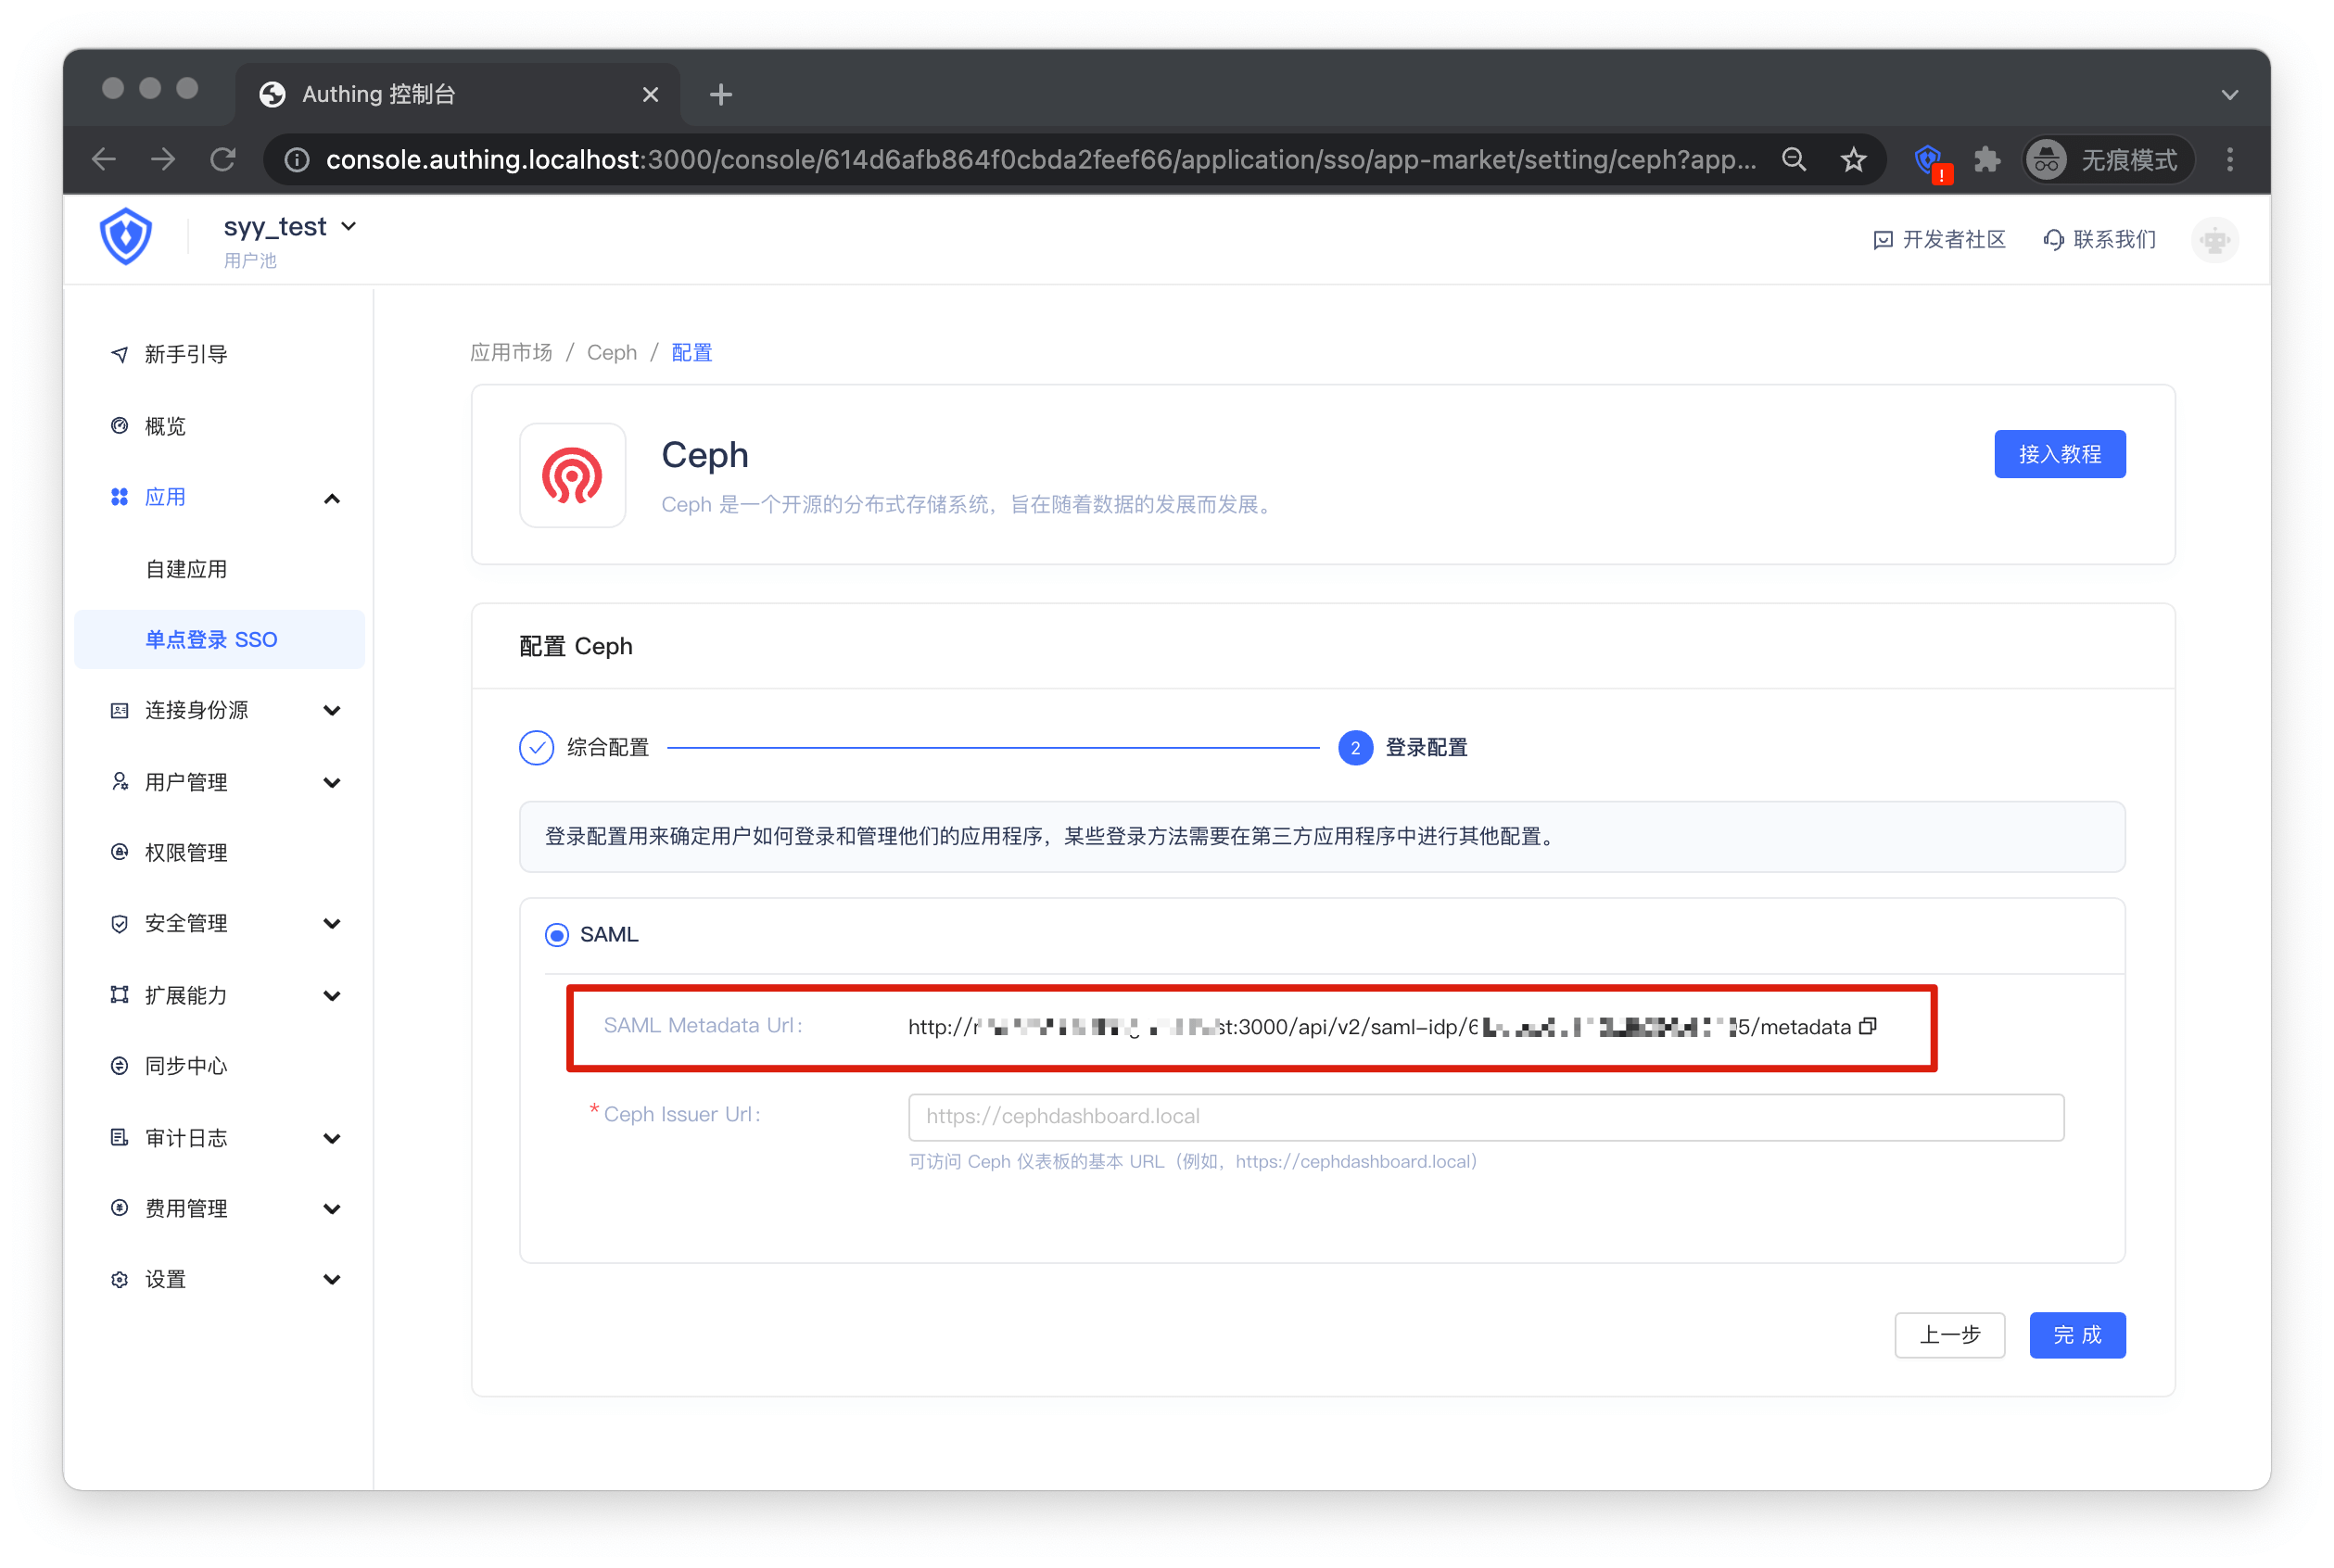 Authing 控制台
console.authing.localhost:3000/console/614d6afb864f0cbda2feef66/application/sso/app-market/setting/ceph?app...
无痕模式
syy_test
用户池
开发者社区
联系我们
新手引导
概览
应用
自建应用
单点登录 SSO
连接身份源
用户管理
权限管理
安全管理
扩展能力
同步中心
审计日志
费用管理
设置
应用市场 / Ceph / 配置
Ceph
接入教程
Ceph 是一个开源的分布式存储系统，旨在随着数据的发展而发展。
配置 Ceph
综合配置
2 登录配置
登录配置用来确定用户如何登录和管理他们的应用程序，某些登录方法需要在第三方应用程序中进行其他配置。
SAML
SAML Metadata Url: http:// st:3000/api/v2/saml-idp/6 5/metadata
* Ceph Issuer Url: https://cephdashboard.local
可访问 Ceph 仪表板的基本 URL（例如，https://cephdashboard.local）
上一步
完 成